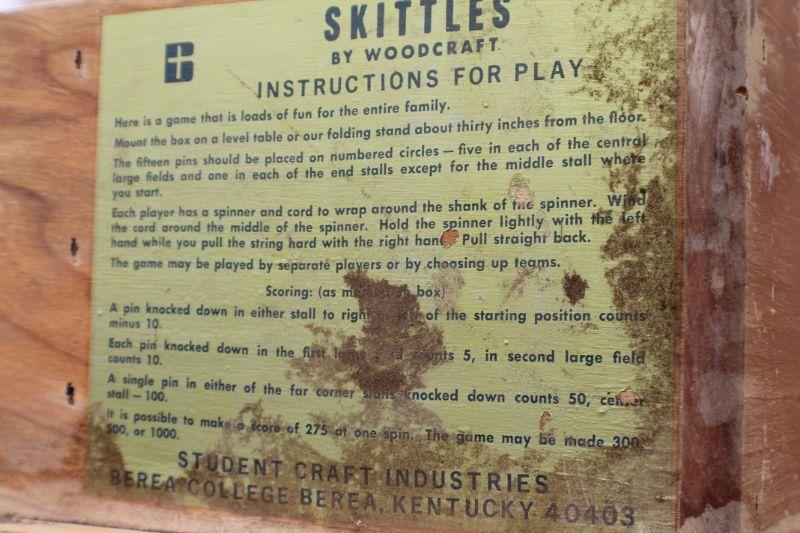 SKITTLES
B
BY WOODCRAFT
INSTRUCTIONS FOR PLAY
Here is a game that is loads of fun for the entire family.
Mount the box on a level table or our folding stand about thirty inches from the floor.
The fifteen pins should be placed on numbered circles — five in each of the central
large fields and one in each of the end stalls except for the middle stall where
you start.
Each player has a spinner and cord to wrap around the shank of the spinner. Wind
the cord around the middle of the spinner. Hold the spinner lightly with the left
hand while you pull the string hard with the right hand. Pull straight back.
The game may be played by separate players or by choosing up teams.
Scoring: (as box)
A pin knocked down in either stall to right of the starting position counts
minus 10.
Each pin knocked down in the first counts 5, in second large field
counts 10.
A single pin in either of the far corner stalls knocked down counts 50, center
stall — 100.
It is possible to make a score of 275 at one spin. The game may be made 300,
500, or 1000.
STUDENT CRAFT INDUSTRIES
BEREA COLLEGE BEREA, KENTUCKY 40403